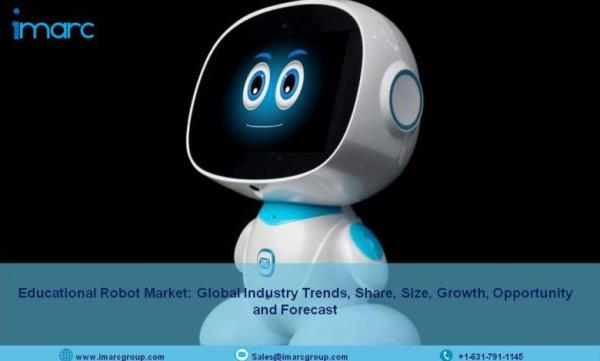 imarc
Educational Robot Market: Global Industry Trends, Share, Size, Growth, Opportunity
and Forecast
www.imarcgroup.com Sales@imarcgroup.com +1-631-791-1145